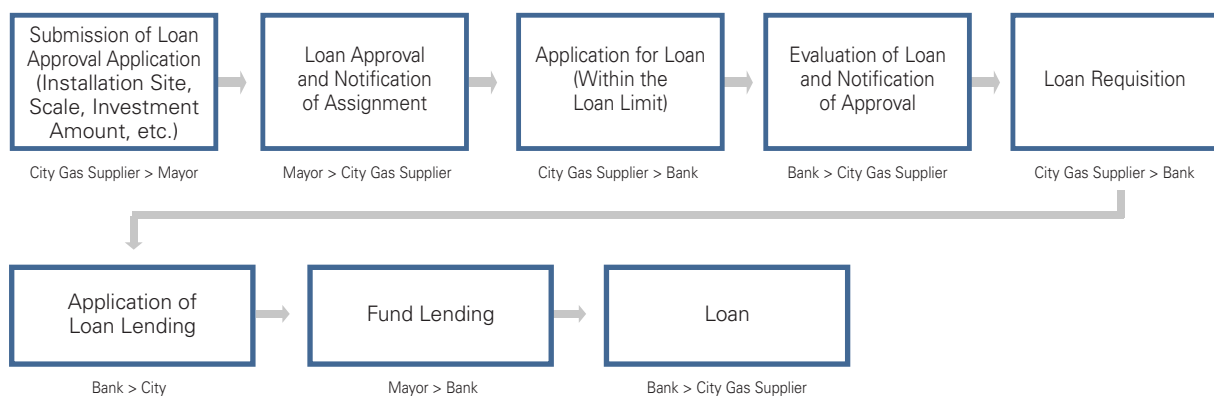 Submission of Loan
Approval Application
(Installation Site,
Scale, Investment
Amount, etc.)
City Gas Supplier > Mayor
Loan Approval
and Notification
of Assignment
Mayor > City Gas Supplier
Application for Loan
(Within the
Loan Limit)
City Gas Supplier > Bank
Evaluation of Loan
and Notification
of Approval
Bank > City Gas Supplier
Loan Requisition
City Gas Supplier > Bank
Application of
Loan Lending
Bank > City
Fund Lending
Mayor > Bank
Loan
Bank > City Gas Supplier